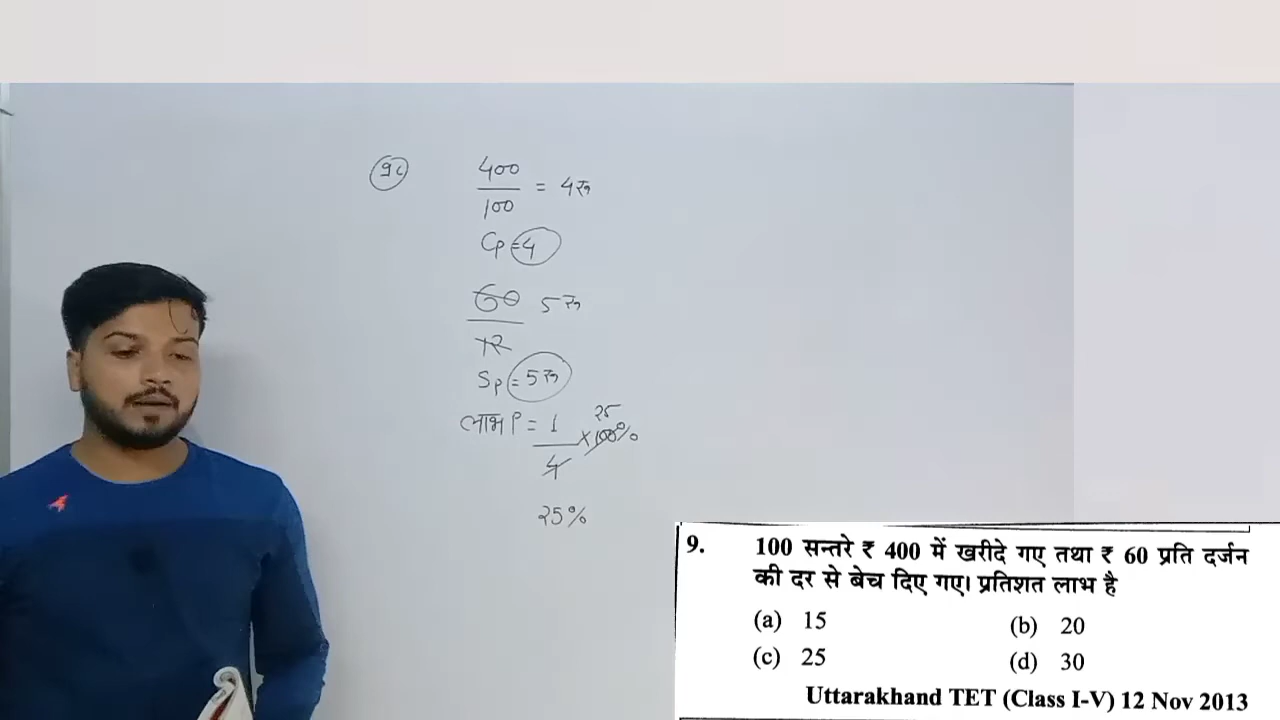 9c
400
100
= 4रु
CP = 4
60
12
5 रु
SP = 5 रु
लाभ P = 1
4
× 100%
25
25%
9. 100 सन्तरे ₹ 400 में खरीदे गए तथा ₹ 60 प्रति दर्जन
की दर से बेच दिए गए। प्रतिशत लाभ है
(a) 15 (b) 20
(c) 25 (d) 30
Uttarakhand TET (Class I-V) 12 Nov 2013